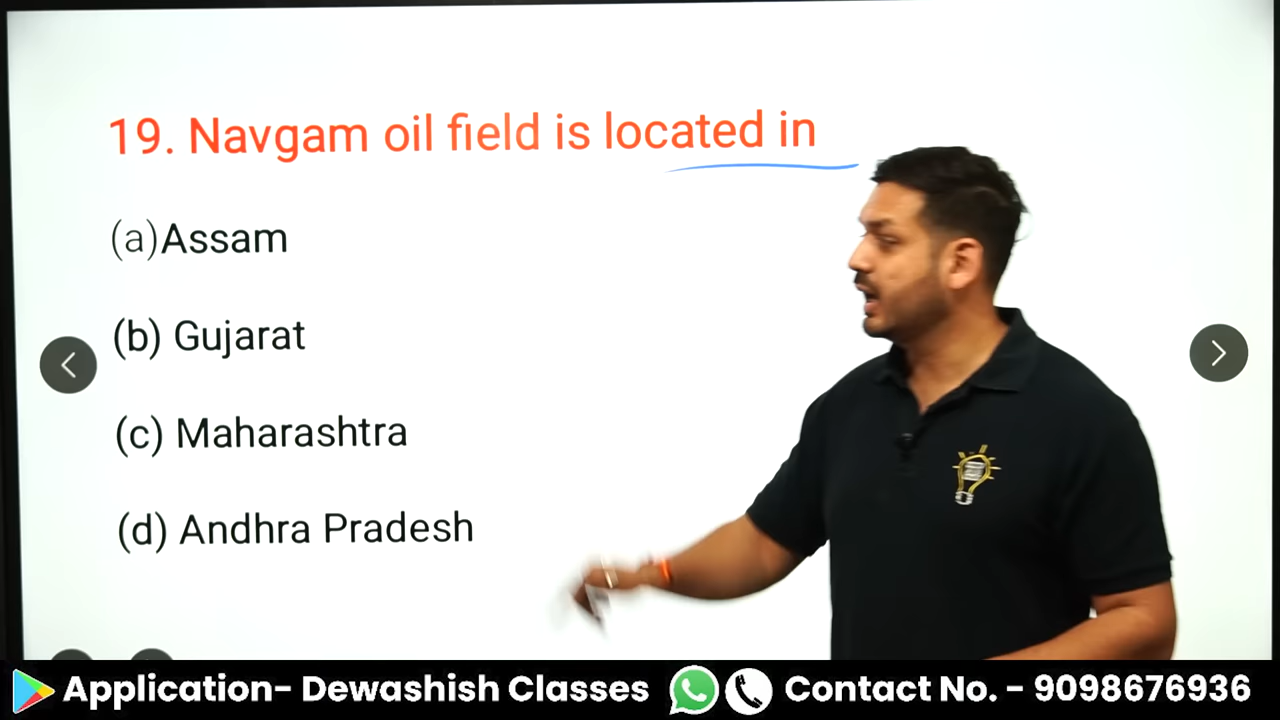 19. Navgam oil field is located in
(a)Assam
(b) Gujarat
(c) Maharashtra
(d) Andhra Pradesh
Application- Dewashish Classes
Contact No. - 9098676936